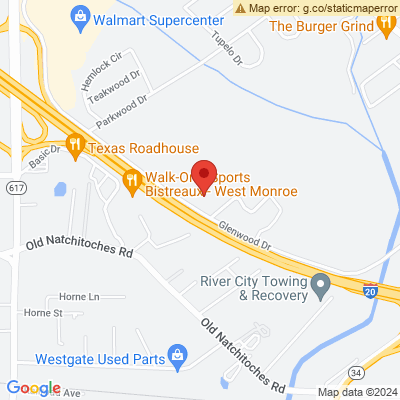 Map error: g.co/staticmaperror
Walmart Supercenter
The Burger Grind
Tupelo Dr
Hemlock Cir
Teakwood Dr
Parkwood Dr
Basic Dr
Texas Roadhouse
617
Walk-On's Sports
Bistreaux - West Monroe
Glenwood Dr
Old Natchitoches Rd
River City Towing
& Recovery
20
Horne Ln
Horne St
Old Natchitoches Rd
Westgate Used Parts
34
Google
Ave
Map data ©2024